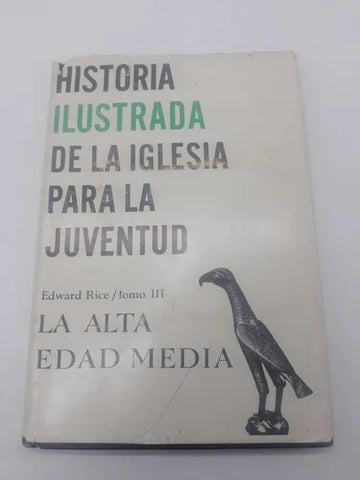 HISTORIA
ILUSTRADA
DE LA IGLESIA
PARA LA
JUVENTUD
Edward Rice/tomo III
LA ALTA
EDAD MEDIA